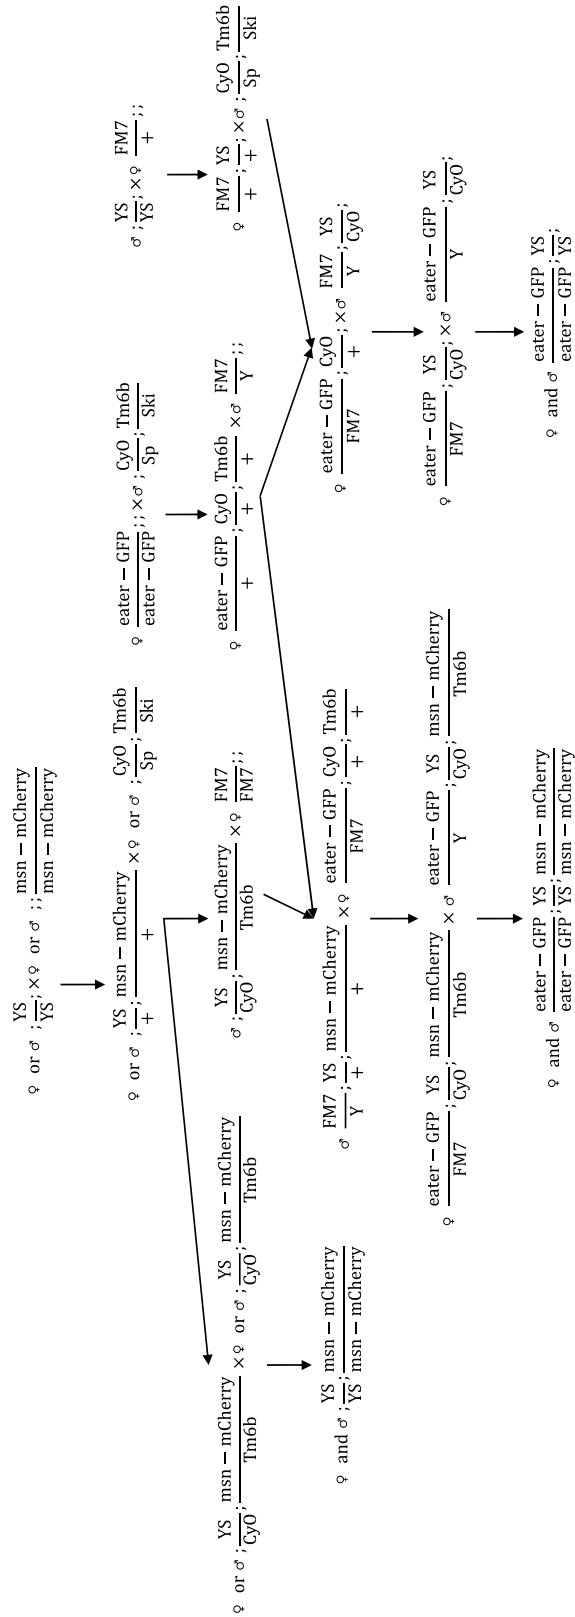 YS msn – mCherry
♀ or ♂ ; ; × ♀ or ♂ ;;
YS msn – mCherry
YS msn – mCherry CyO Tm6b eater – GFP CyO Tm6b YS FM7
♀ or ♂ ; ; × ♀ or ♂ ; ; ♀ ;; × ♂ ; ; ♂ ; ; × ♀ ;;
+ + Sp Ski eater – GFP Sp Ski YS +
YS msn – mCherry YS msn – mCherry YS msn – mCherry FM7 eater – GFP CyO Tm6b FM7 FM7 YS CyO Tm6b
♀ or ♂ ; ; × ♀ or ♂ ; ; ♂ ; ; × ♀ ;; ♀ ; ; × ♂ ;; ♀ ; ; × ♂ ; ;
CyO Tm6b CyO Tm6b CyO Tm6b FM7 + + + Y + + Sp Ski
YS msn – mCherry FM7 YS msn – mCherry eater – GFP CyO Tm6b eater – GFP CyO FM7 YS
♀ and ♂ ; ; ♂ ; ; × ♀ ; ; ♀ ; ; × ♂ ; ;
YS msn – mCherry Y + + FM7 + + FM7 + Y CyO
eater – GFP YS msn – mCherry eater – GFP YS msn – mCherry eater – GFP YS eater – GFP YS
♀ ; ; × ♂ ; ; ♀ ; ; × ♂ ; ;
FM7 CyO Tm6b Y CyO Tm6b FM7 CyO Y CyO
eater – GFP YS msn – mCherry eater – GFP YS
♀ and ♂ ; ; ♀ and ♂ ; ;
eater – GFP YS msn – mCherry eater – GFP YS